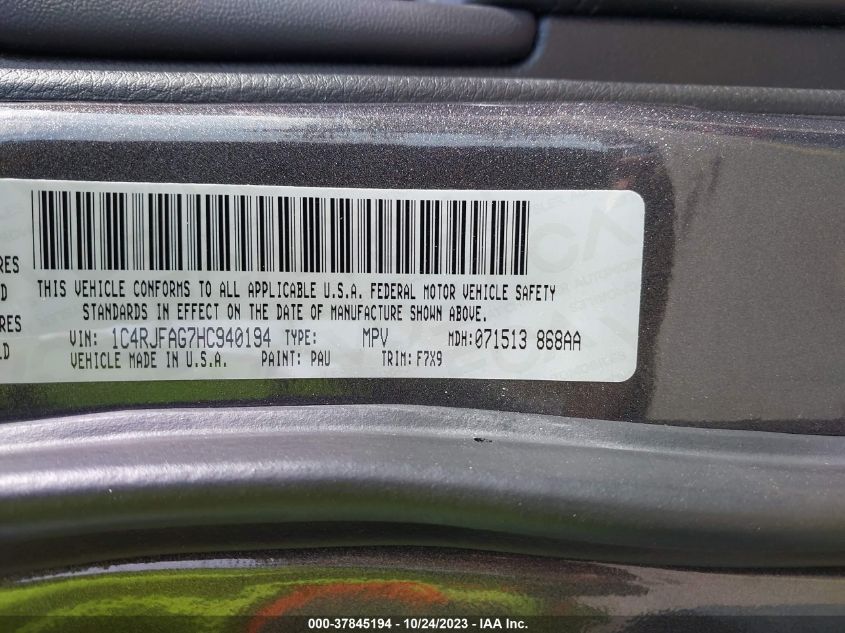 RES
THIS VEHICLE CONFORMS TO ALL APPLICABLE U.S.A. FEDERAL MOTOR VEHICLE SAFETY
D
STANDARDS IN EFFECT ON THE DATE OF MANUFACTURE SHOWN ABOVE.
RES
VIN: 1C4RJFAG7HC940194 TYPE: MPV MDH:071513 868AA
LD
VEHICLE MADE IN U.S.A. PAINT: PAU TRIM: F7X9
000-37845194 - 10/24/2023 - IAA Inc.